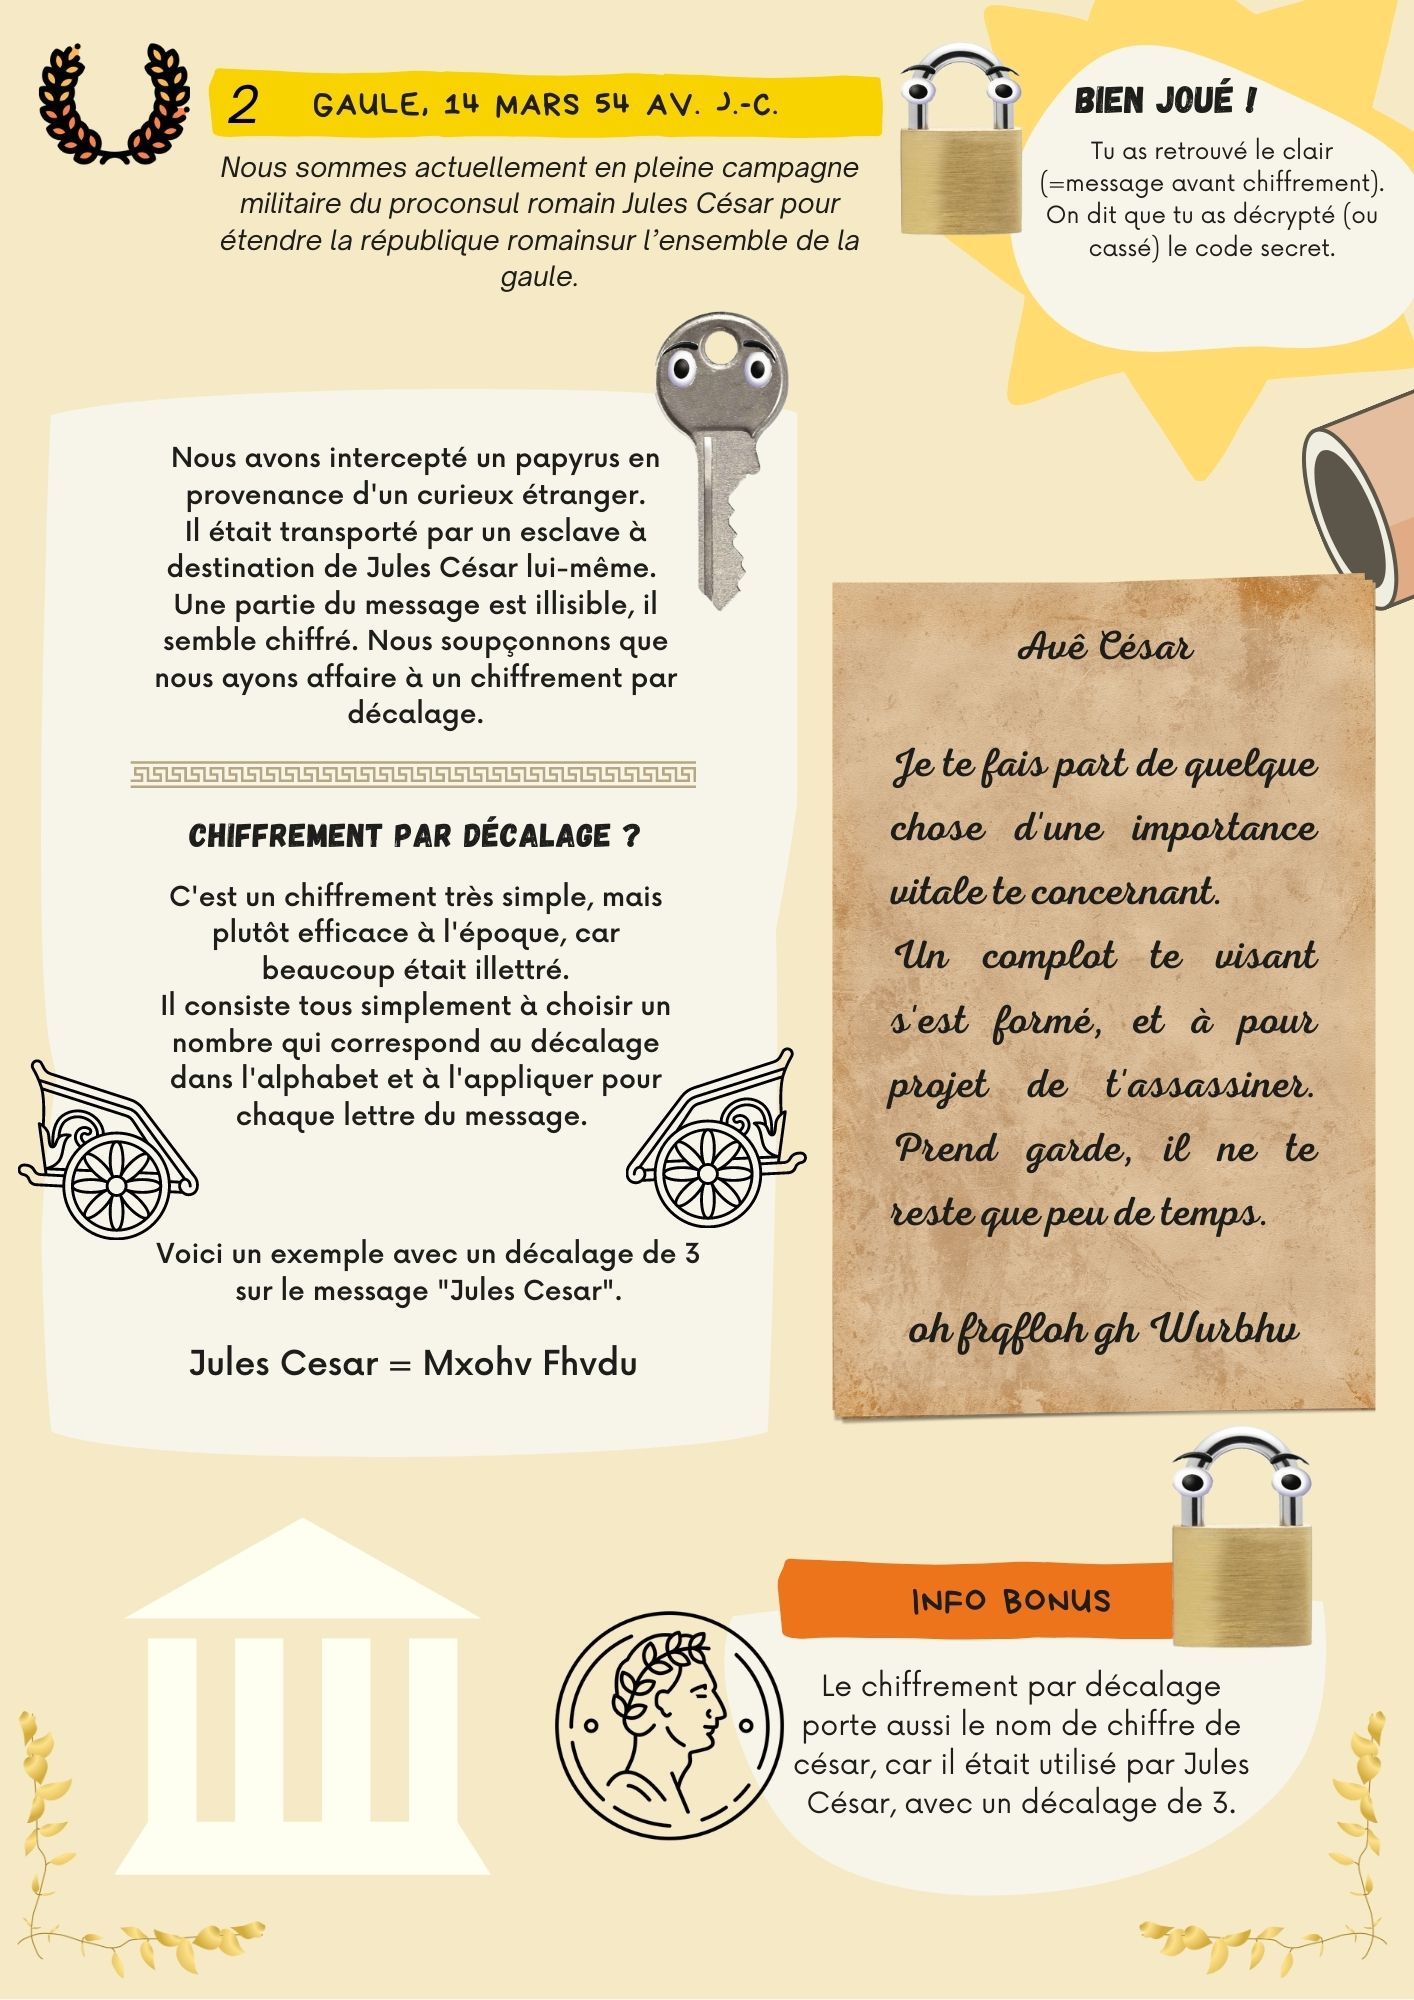 2 GAULE, 14 MARS 54 AV. J.-C.
Nous sommes actuellement en pleine campagne
militaire du proconsul romain Jules César pour
étendre la république romainsur l’ensemble de la
gaule.
BIEN JOUÉ !
Tu as retrouvé le clair
(=message avant chiffrement).
On dit que tu as décrypté (ou
cassé) le code secret.
Nous avons intercepté un papyrus en
provenance d'un curieux étranger.
Il était transporté par un esclave à
destination de Jules César lui-même.
Une partie du message est illisible, il
semble chiffré. Nous soupçonnons que
nous ayons affaire à un chiffrement par
décalage.
CHIFFREMENT PAR DÉCALAGE ?
C'est un chiffrement très simple, mais
plutôt efficace à l'époque, car
beaucoup était illettré.
Il consiste tous simplement à choisir un
nombre qui correspond au décalage
dans l'alphabet et à l'appliquer pour
chaque lettre du message.
Voici un exemple avec un décalage de 3
sur le message "Jules Cesar".
Jules Cesar = Mxohv Fhvdu
Avê César
Je te fais part de quelque
chose d'une importance
vitale te concernant.
Un complot te visant
s'est formé, et à pour
projet de t'assassiner.
Prend garde, il ne te
reste que peu de temps.
oh frqfloh gh Wurbhv
INFO BONUS
Le chiffrement par décalage
porte aussi le nom de chiffre de
césar, car il était utilisé par Jules
César, avec un décalage de 3.